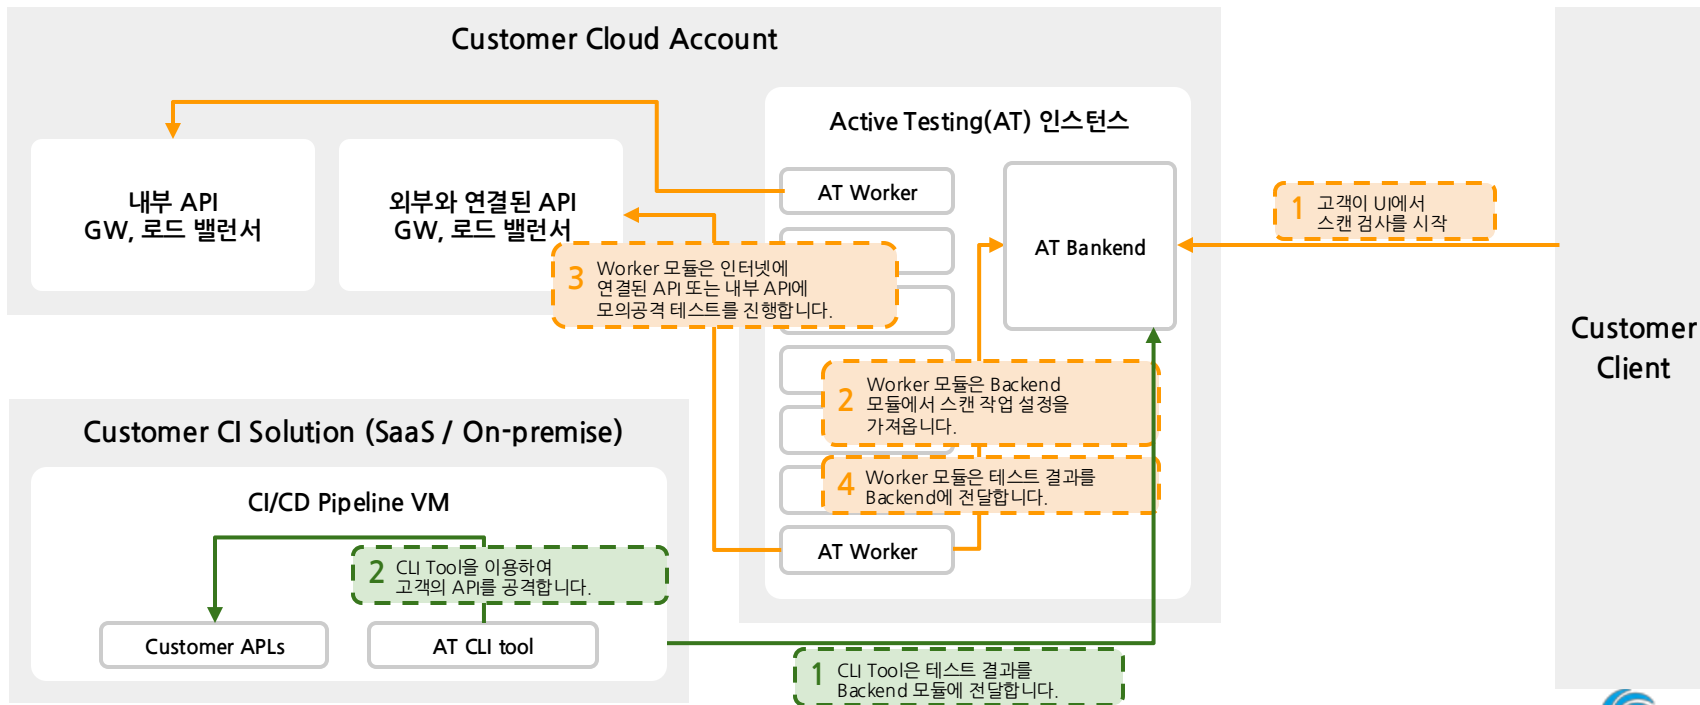 Customer Cloud Account
Active Testing(AT) 인스턴스
내부 API
GW, 로드 밸런서
외부와 연결된 API
GW, 로드 밸런서
AT Worker
AT Bankend
1 고객이 UI에서
스캔 검사를 시작
3 Worker 모듈은 인터넷에
연결된 API 또는 내부 API에
모의공격 테스트를 진행합니다.
2 Worker 모듈은 Backend
모듈에서 스캔 작업 설정을
가져옵니다.
4 Worker 모듈은 테스트 결과를
Backend에 전달합니다.
AT Worker
Customer
Client
Customer CI Solution (SaaS / On-premise)
CI/CD Pipeline VM
2 CLI Tool을 이용하여
고객의 API를 공격합니다.
Customer APLs
AT CLI tool
1 CLI Tool은 테스트 결과를
Backend 모듈에 전달합니다.